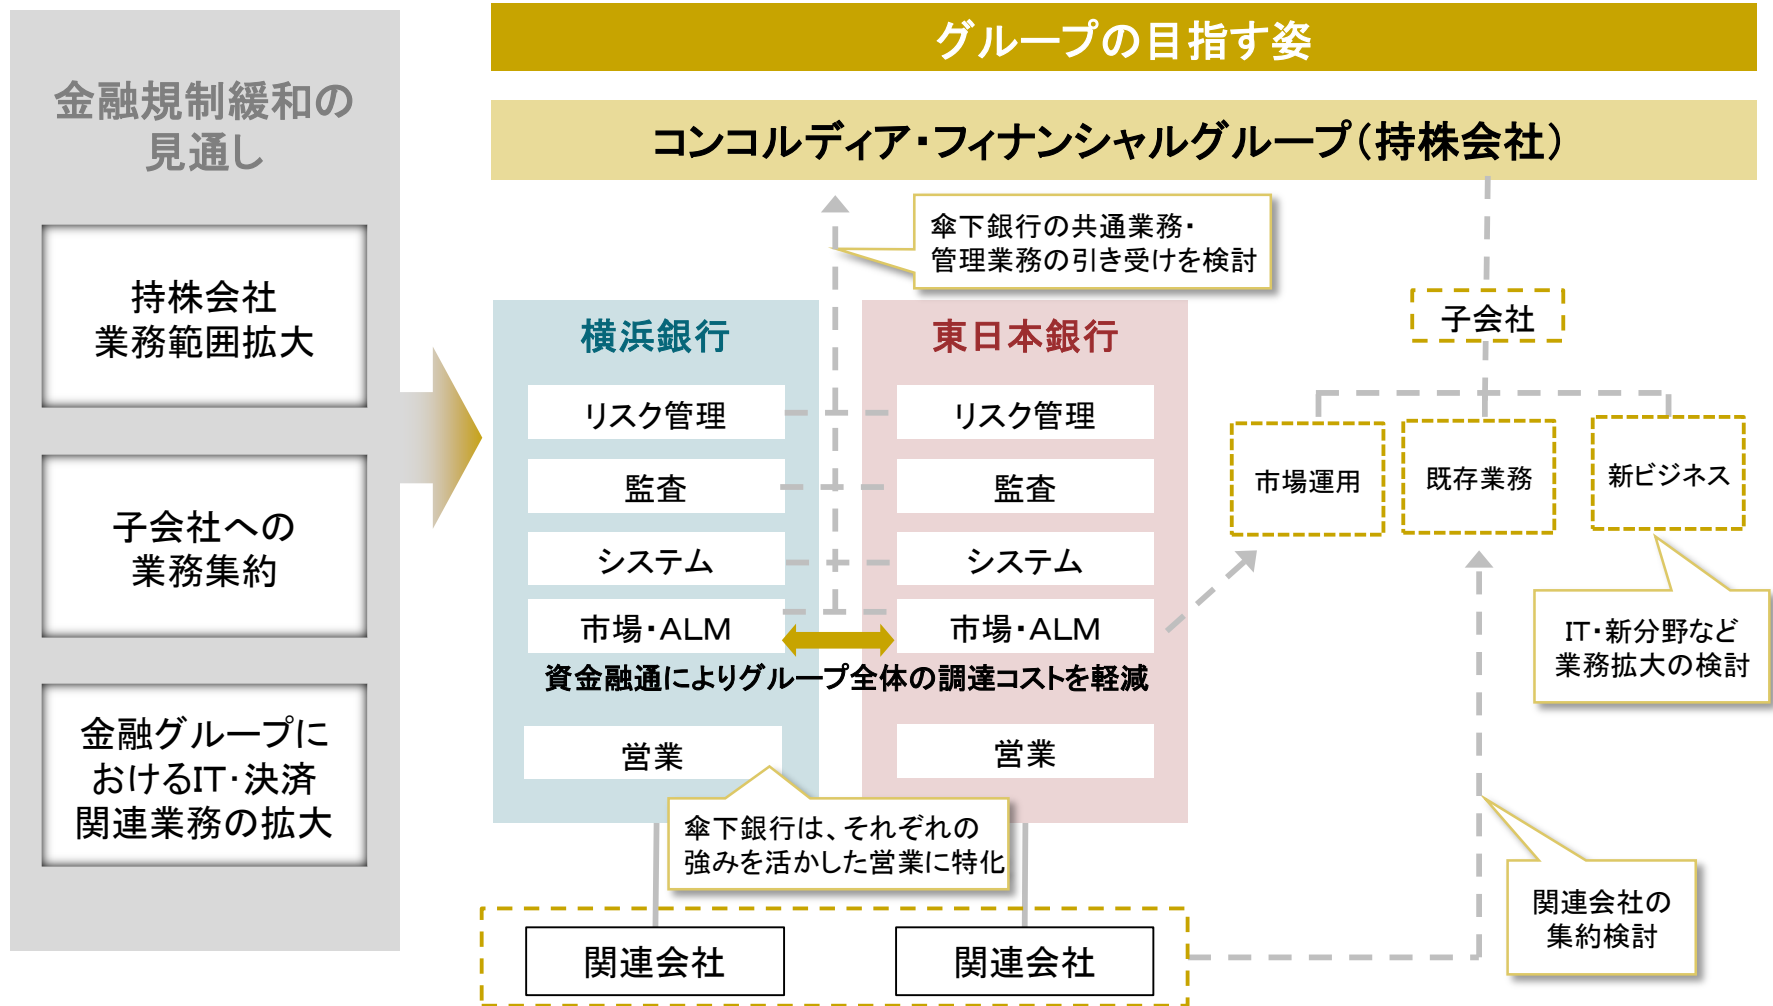 金融規制緩和の
見通し
持株会社
業務範囲拡大
子会社への
業務集約
金融グループに
おけるIT・決済
関連業務の拡大
グループの目指す姿
コンコルディア・フィナンシャルグループ（持株会社）
傘下銀行の共通業務・
管理業務の引き受けを検討
横浜銀行
リスク管理
監査
システム
市場・ALM
東日本銀行
リスク管理
監査
システム
市場・ALM
資金融通によりグループ全体の調達コストを軽減
営業
営業
傘下銀行は、それぞれの
強みを活かした営業に特化
関連会社
関連会社
子会社
市場運用
既存業務
新ビジネス
IT・新分野など
業務拡大の検討
関連会社の
集約検討